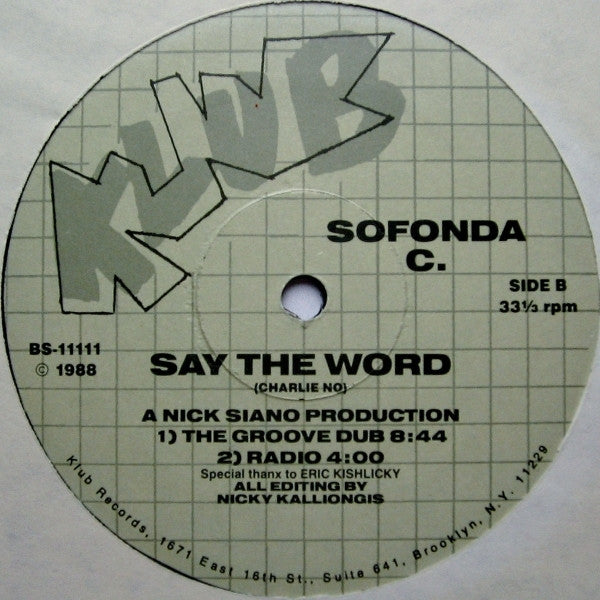 KLUB
SOFONDA
C.
SIDE B
33⅓ rpm
BS-11111
© 1988
SAY THE WORD
(CHARLIE NO)
A NICK SIANO PRODUCTION
1) THE GROOVE DUB 8:44
2) RADIO 4:00
Special thanx to ERIC KISHLICKY
ALL EDITING BY
NICKY KALLIONGIS
Klub Records, 1671 East 16th St., Suite 641, Brooklyn, N.Y. 11229